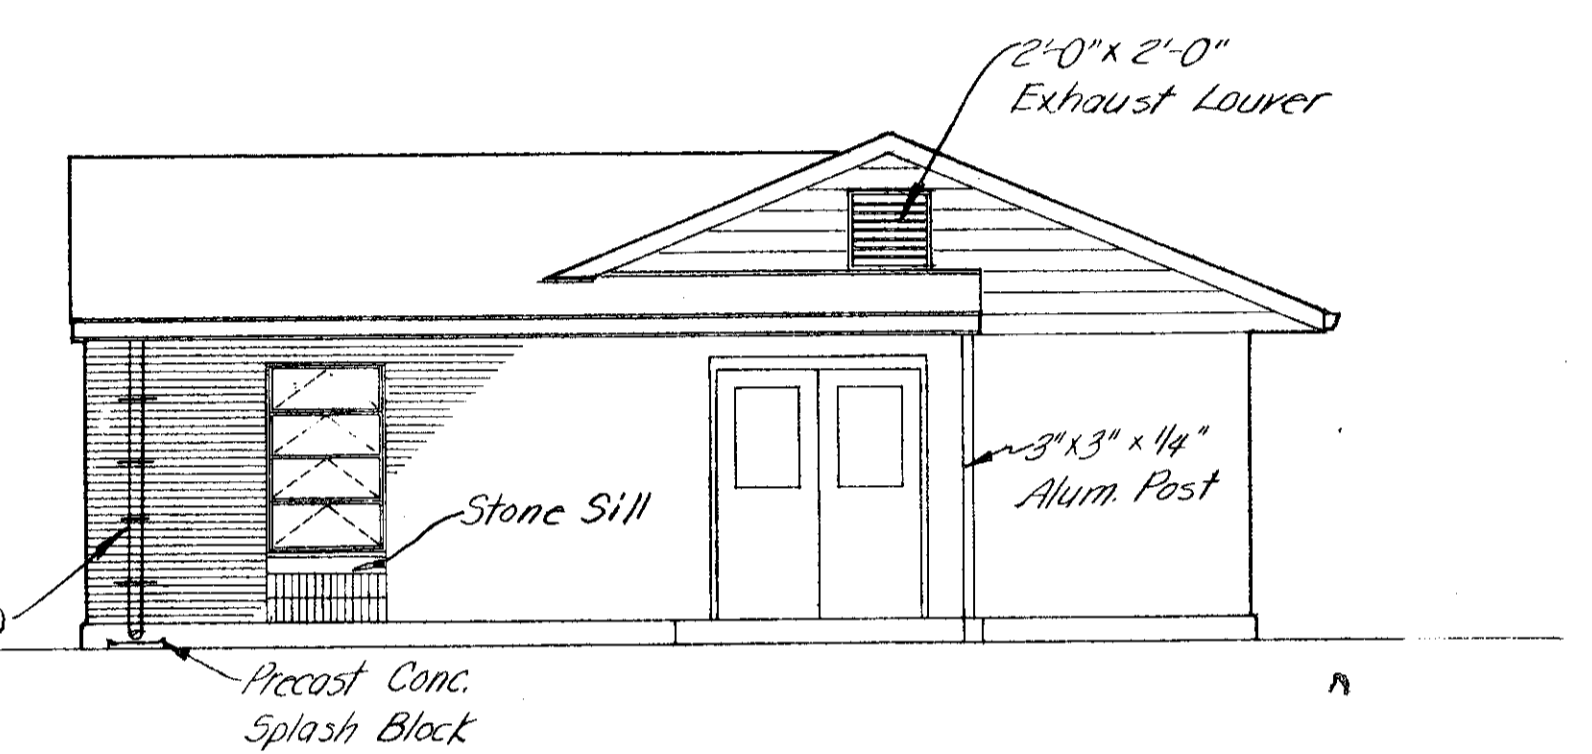 2'-0" x 2'-0"
Exhaust Louver
3" x 3" x 1/4"
Alum. Post
Stone Sill
Precast Conc.
Splash Block